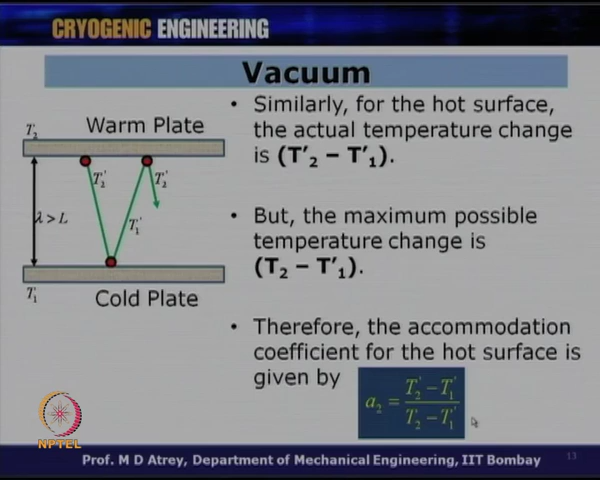 CRYOGENIC ENGINEERING
Vacuum
T₂
Warm Plate
T'₂
T'₂
λ > L
T'₁
T₁
Cold Plate
• Similarly, for the hot surface,
the actual temperature change
is (T′₂ – T′₁).
• But, the maximum possible
temperature change is
(T₂ – T′₁).
• Therefore, the accommodation
coefficient for the hot surface is
given by
a₂ = (T'₂ – T'₁) / (T₂ – T'₁)
NPTEL
Prof. M D Atrey, Department of Mechanical Engineering, IIT Bombay
13